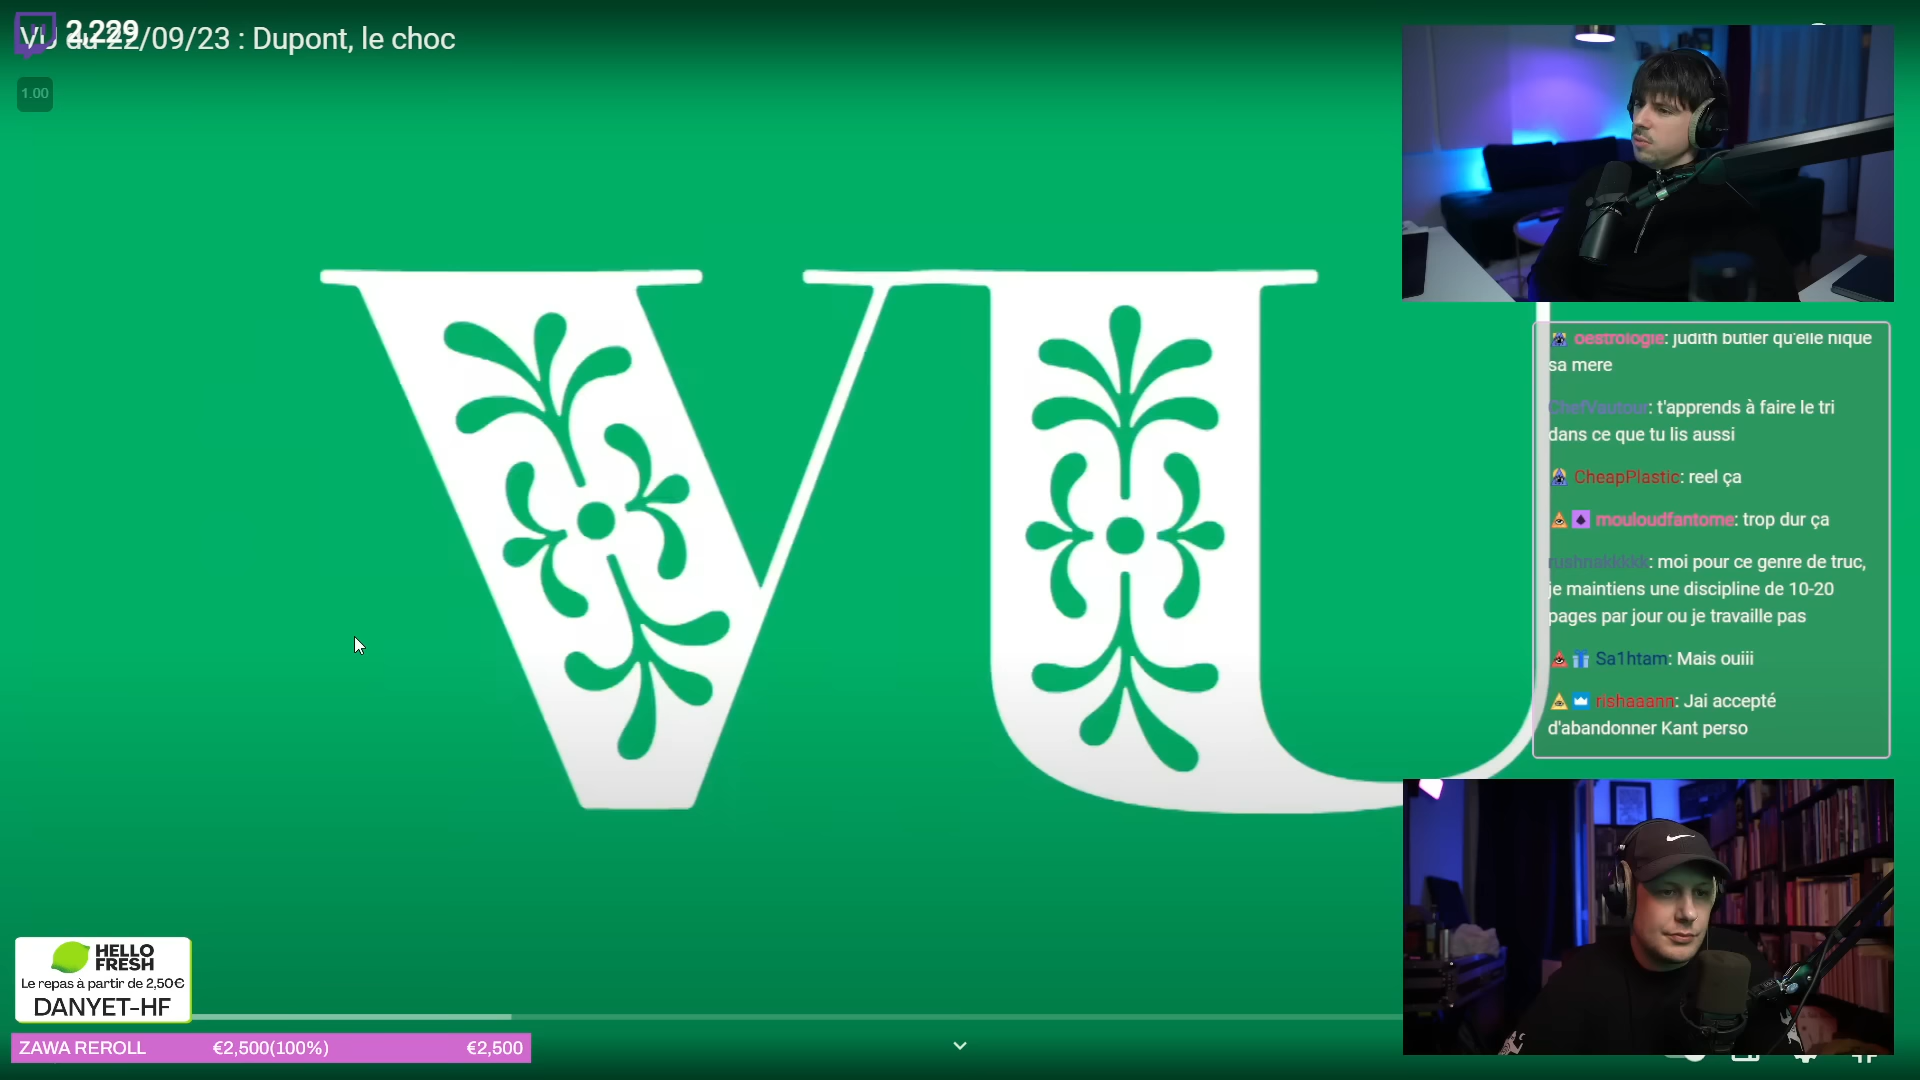 VU du 22/09/23 : Dupont, le choc
2,229
1.00
VU
oestrologie: judith butler qu'elle nique
sa mere
ChefVautour: t'apprends à faire le tri
dans ce que tu lis aussi
CheapPlastic: reel ça
mouloudfantome: trop dur ça
rushnakkkkk: moi pour ce genre de truc,
je maintiens une discipline de 10-20
pages par jour ou je travaille pas
Sa1htam: Mais ouiii
rishaaann: Jai accepté
d'abandonner Kant perso
HELLO
FRESH
Le repas à partir de 2,50€
DANYET-HF
ZAWA REROLL €2,500(100%) €2,500